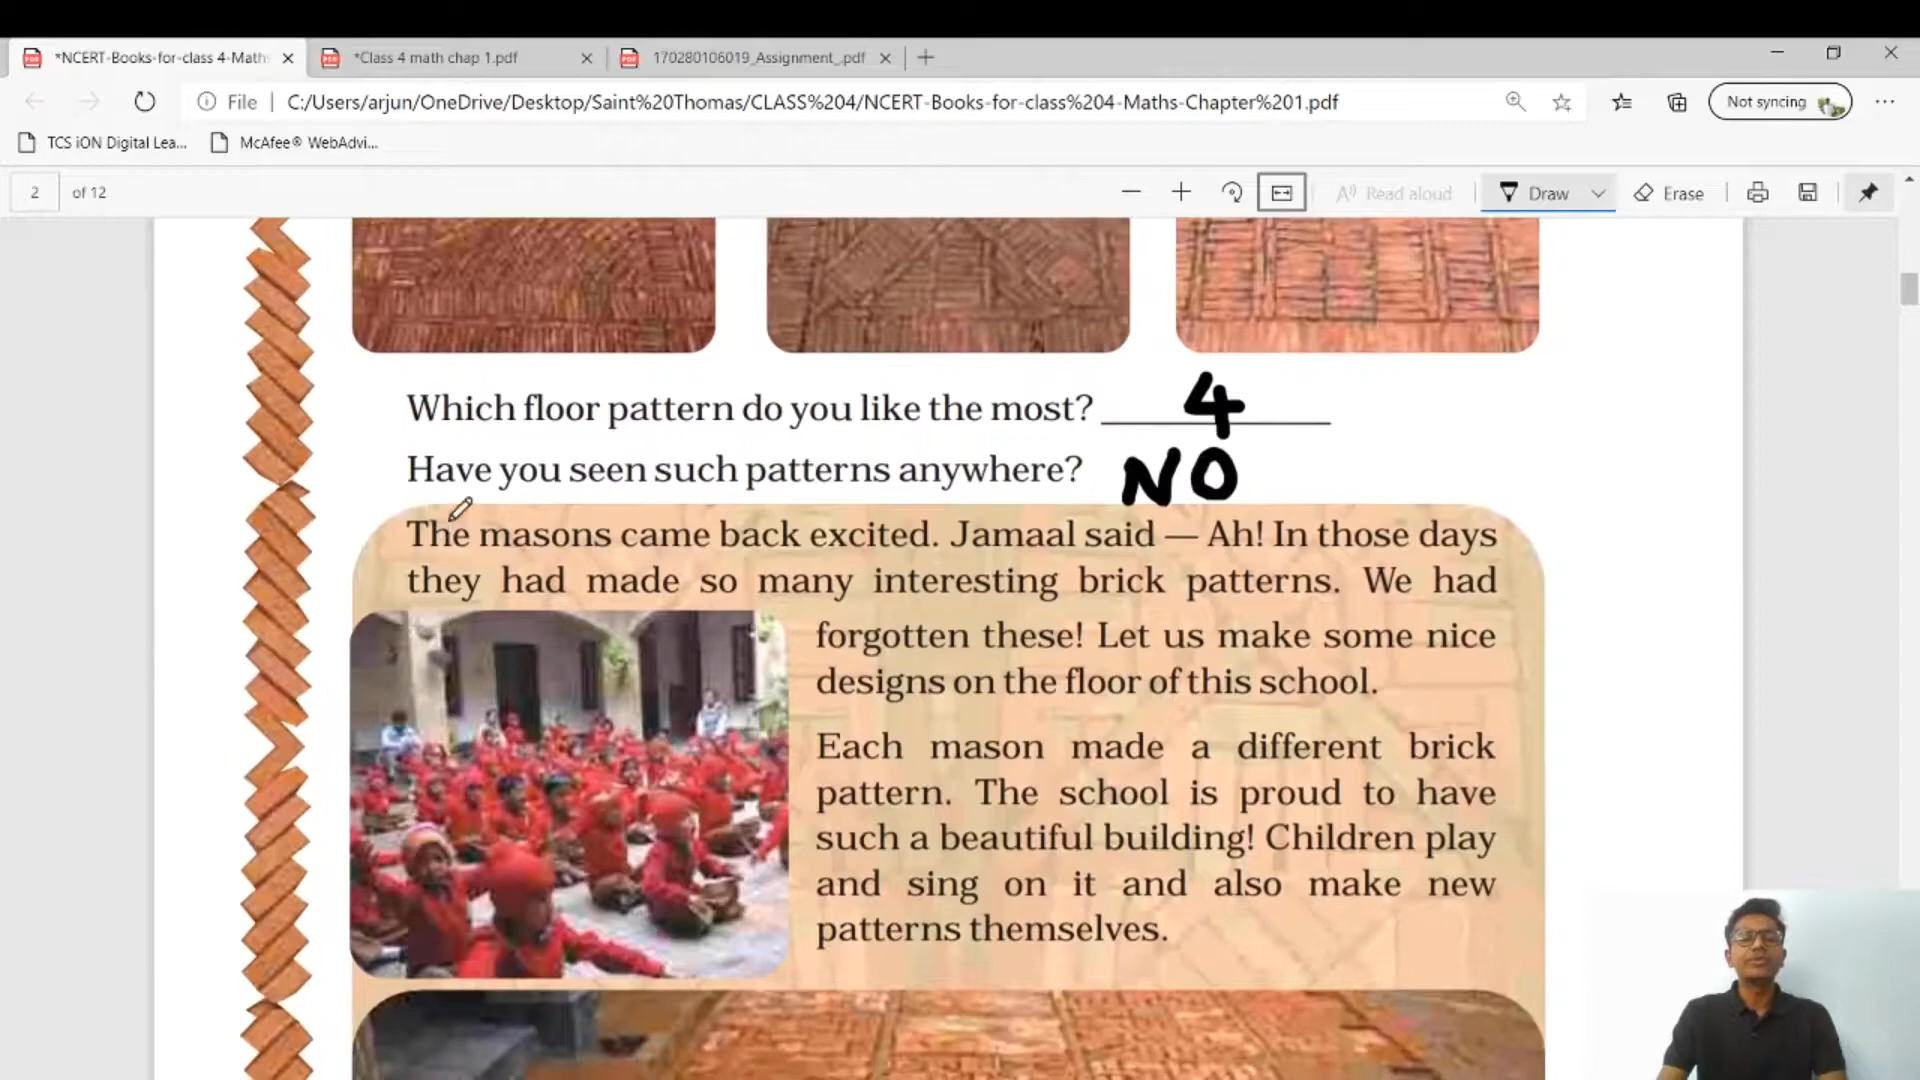 *NCERT-Books-for-class 4-Maths
*Class 4 math chap 1.pdf
170280106019_Assignment_.pdf
File
C:/Users/arjun/OneDrive/Desktop/Saint%20Thomas/CLASS%204/NCERT-Books-for-class%204-Maths-Chapter%201.pdf
Not syncing
TCS iON Digital Lea...
McAfee® WebAdvi...
2 of 12
Read aloud
Draw
Erase
Which floor pattern do you like the most? 4
Have you seen such patterns anywhere? NO
The masons came back excited. Jamaal said — Ah! In those days
they had made so many interesting brick patterns. We had
forgotten these! Let us make some nice
designs on the floor of this school.
Each mason made a different brick
pattern. The school is proud to have
such a beautiful building! Children play
and sing on it and also make new
patterns themselves.